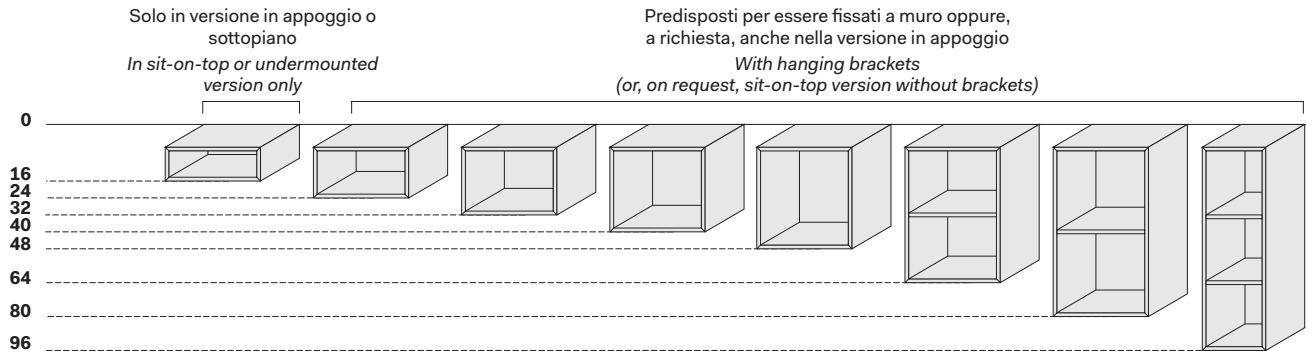 Solo in versione in appoggio o
sottopiano
In sit-on-top or undermounted
version only
Predisposti per essere fissati a muro oppure,
a richiesta, anche nella versione in appoggio
With hanging brackets
(or, on request, sit-on-top version without brackets)
0
16
24
32
40
48
64
80
96